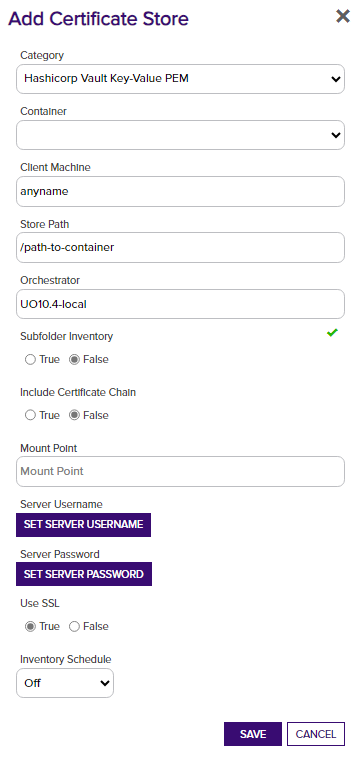 Add Certificate Store
Category
Hashicorp Vault Key-Value PEM
Container
Client Machine
anyname
Store Path
/path-to-container
Orchestrator
UO10.4-local
Subfolder Inventory
True False
Include Certificate Chain
True False
Mount Point
Mount Point
Server Username
SET SERVER USERNAME
Server Password
SET SERVER PASSWORD
Use SSL
True False
Inventory Schedule
Off
SAVE CANCEL